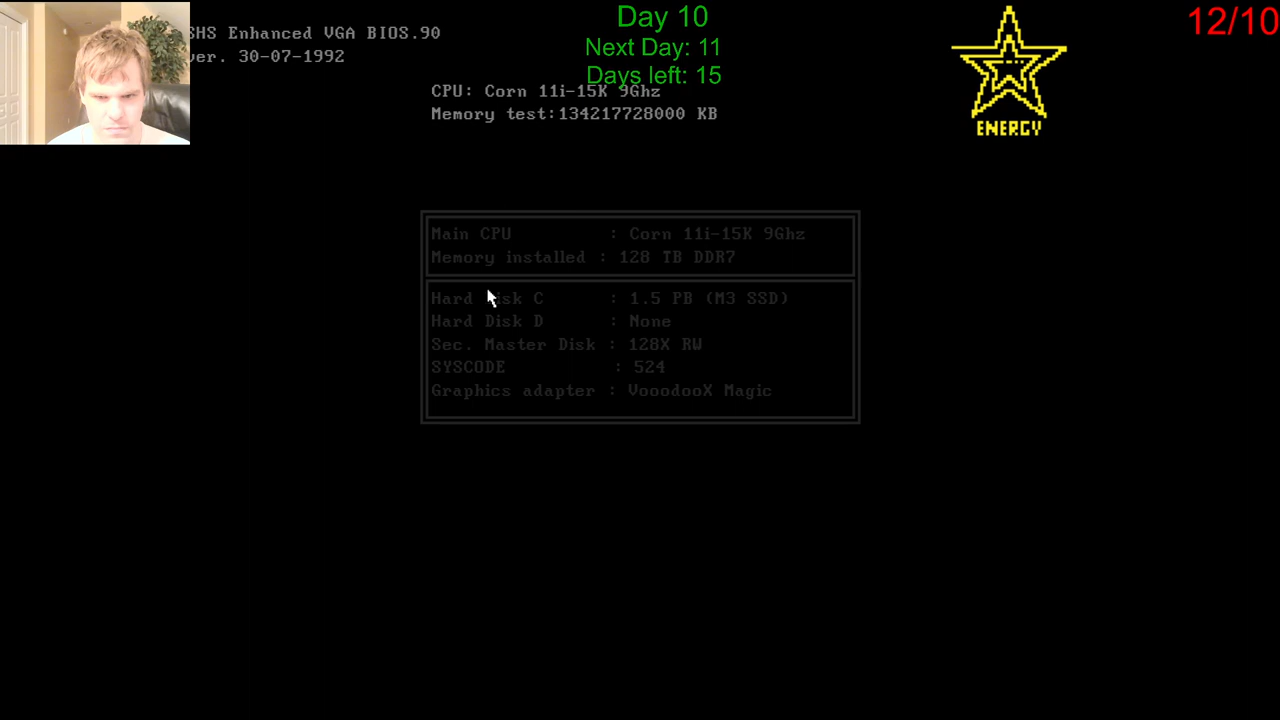 SHS Enhanced VGA BIOS.90
ver. 30-07-1992
Day 10
Next Day: 11
Days left: 15
12/10
ENERGY
CPU: Corn 11i-15K 9Ghz
Memory test:134217728000 KB
Main CPU : Corn 11i-15K 9Ghz
Memory installed : 128 TB DDR7
Hard Disk C : 1.5 PB (M3 SSD)
Hard Disk D : None
Sec. Master Disk : 128X RW
SYSCODE : 524
Graphics adapter : VooodooX Magic